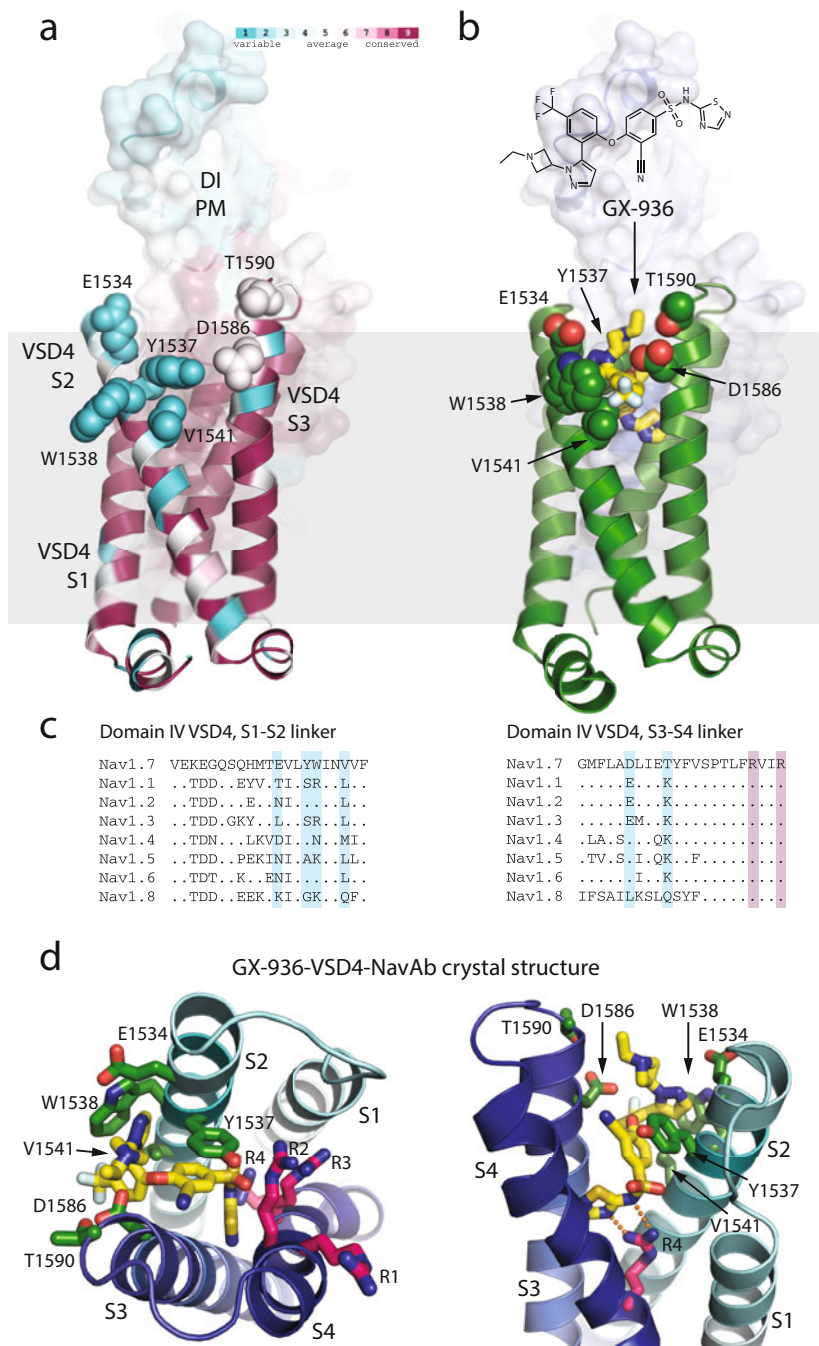 a
1 2 3 4 5 6 7 8 9
variable average conserved
DI
PM
E1534
T1590
Y1537
D1586
VSD4
S2
VSD4
S3
V1541
W1538
VSD4
S1
b
F
F
F
O
O
S
H
N
S
N
N
O
N
N
N
N
GX-936
Y1537
T1590
E1534
W1538
D1586
V1541
c
Domain IV VSD4, S1-S2 linker
Nav1.7 VEKEGQSQHMTEVLYWINVVF
Nav1.1 ..TDD..EYV.TI.SR..L..
Nav1.2 ..TDD...E.NI.....L..
Nav1.3 ..TDD.GKY..L..SR..L..
Nav1.4 ..TDN...LKVDI..N..MI.
Nav1.5 ..TDD...PEKINI.AK..LL.
Nav1.6 ..TDT..K..ENI.....L..
Nav1.8 ..TDD..EEK.KI.GK..QF.
Domain IV VSD4, S3-S4 linker
Nav1.7 GMFLADLIETYFVSPTLFRVIR
Nav1.1 .....E...K............
Nav1.2 .....E...K............
Nav1.3 .....EM..K............
Nav1.4 .LA.S...QK............
Nav1.5 .TV.S.I.QK..F.........
Nav1.6 ......I..K............
Nav1.8 IFSAILKSLQSYF.........
d
GX-936-VSD4-NavAb crystal structure
E1534
S2
W1538
S1
Y1537
V1541
R4
R2
R3
D1586
T1590
R1
S3
S4
D1586
W1538
T1590
E1534
S4
S2
Y1537
V1541
R4
S3
S1